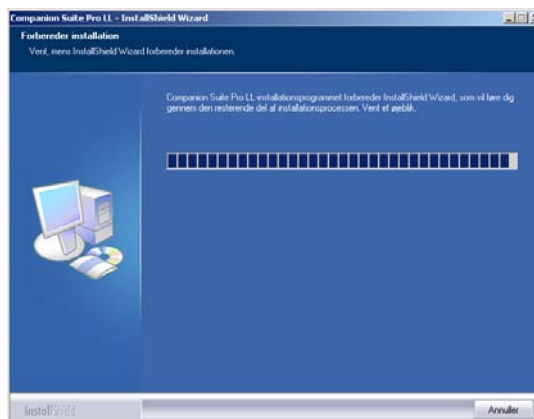 Companion Suite Pro LL - InstallShield Wizard
Forbereder installation
Vent, mens InstallShield Wizard forbereder installationen.
Companion Suite Pro LL-installationsprogrammet forbereder InstallShield Wizard, som vil føre dig
gennem den resterende del af installationsprocessen. Vent et øjeblik.
InstallShield
Annuller